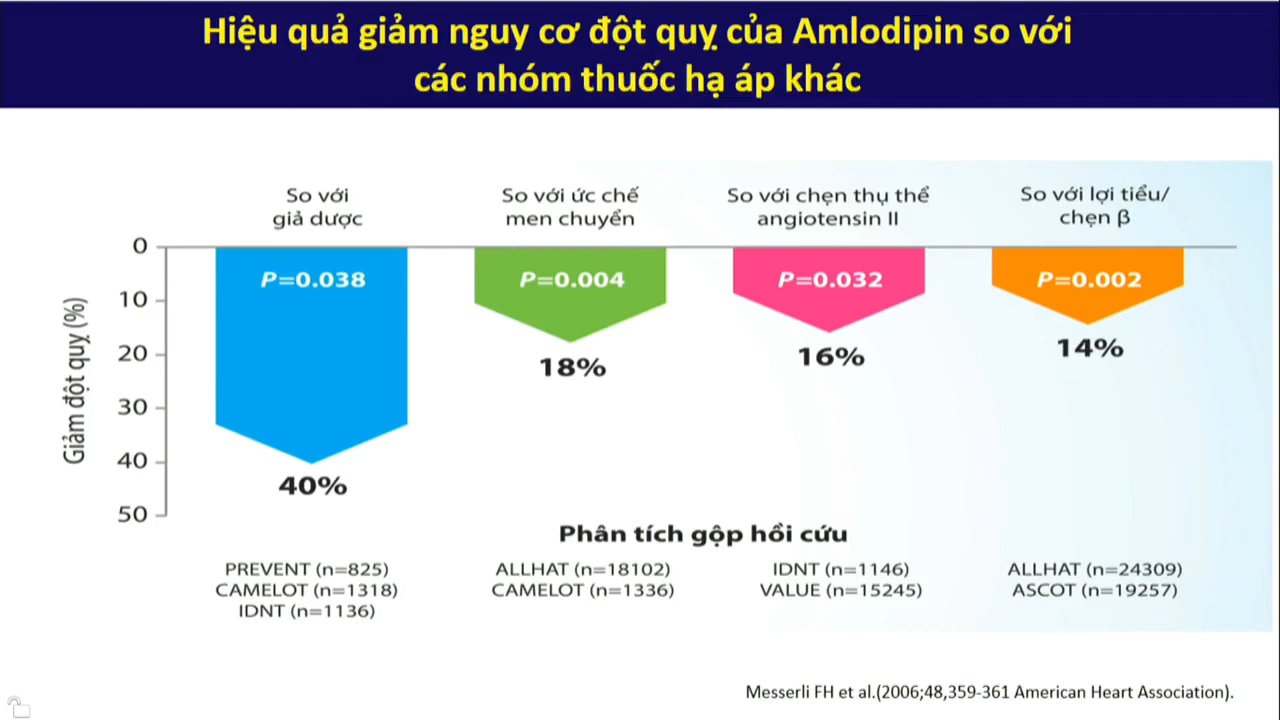 Hiệu quả giảm nguy cơ đột quỵ của Amlodipin so với
các nhóm thuốc hạ áp khác
So với
giả dược
So với ức chế
men chuyển
So với chẹn thụ thể
angiotensin II
So với lợi tiểu/
chẹn β
Giảm đột quỵ (%)
0
10
20
30
40
50
P=0.038
P=0.004
P=0.032
P=0.002
40%
18%
16%
14%
Phân tích gộp hồi cứu
PREVENT (n=825)
CAMELOT (n=1318)
IDNT (n=1136)
ALLHAT (n=18102)
CAMELOT (n=1336)
IDNT (n=1146)
VALUE (n=15245)
ALLHAT (n=24309)
ASCOT (n=19257)
Messerli FH et al.(2006;48,359-361 American Heart Association).